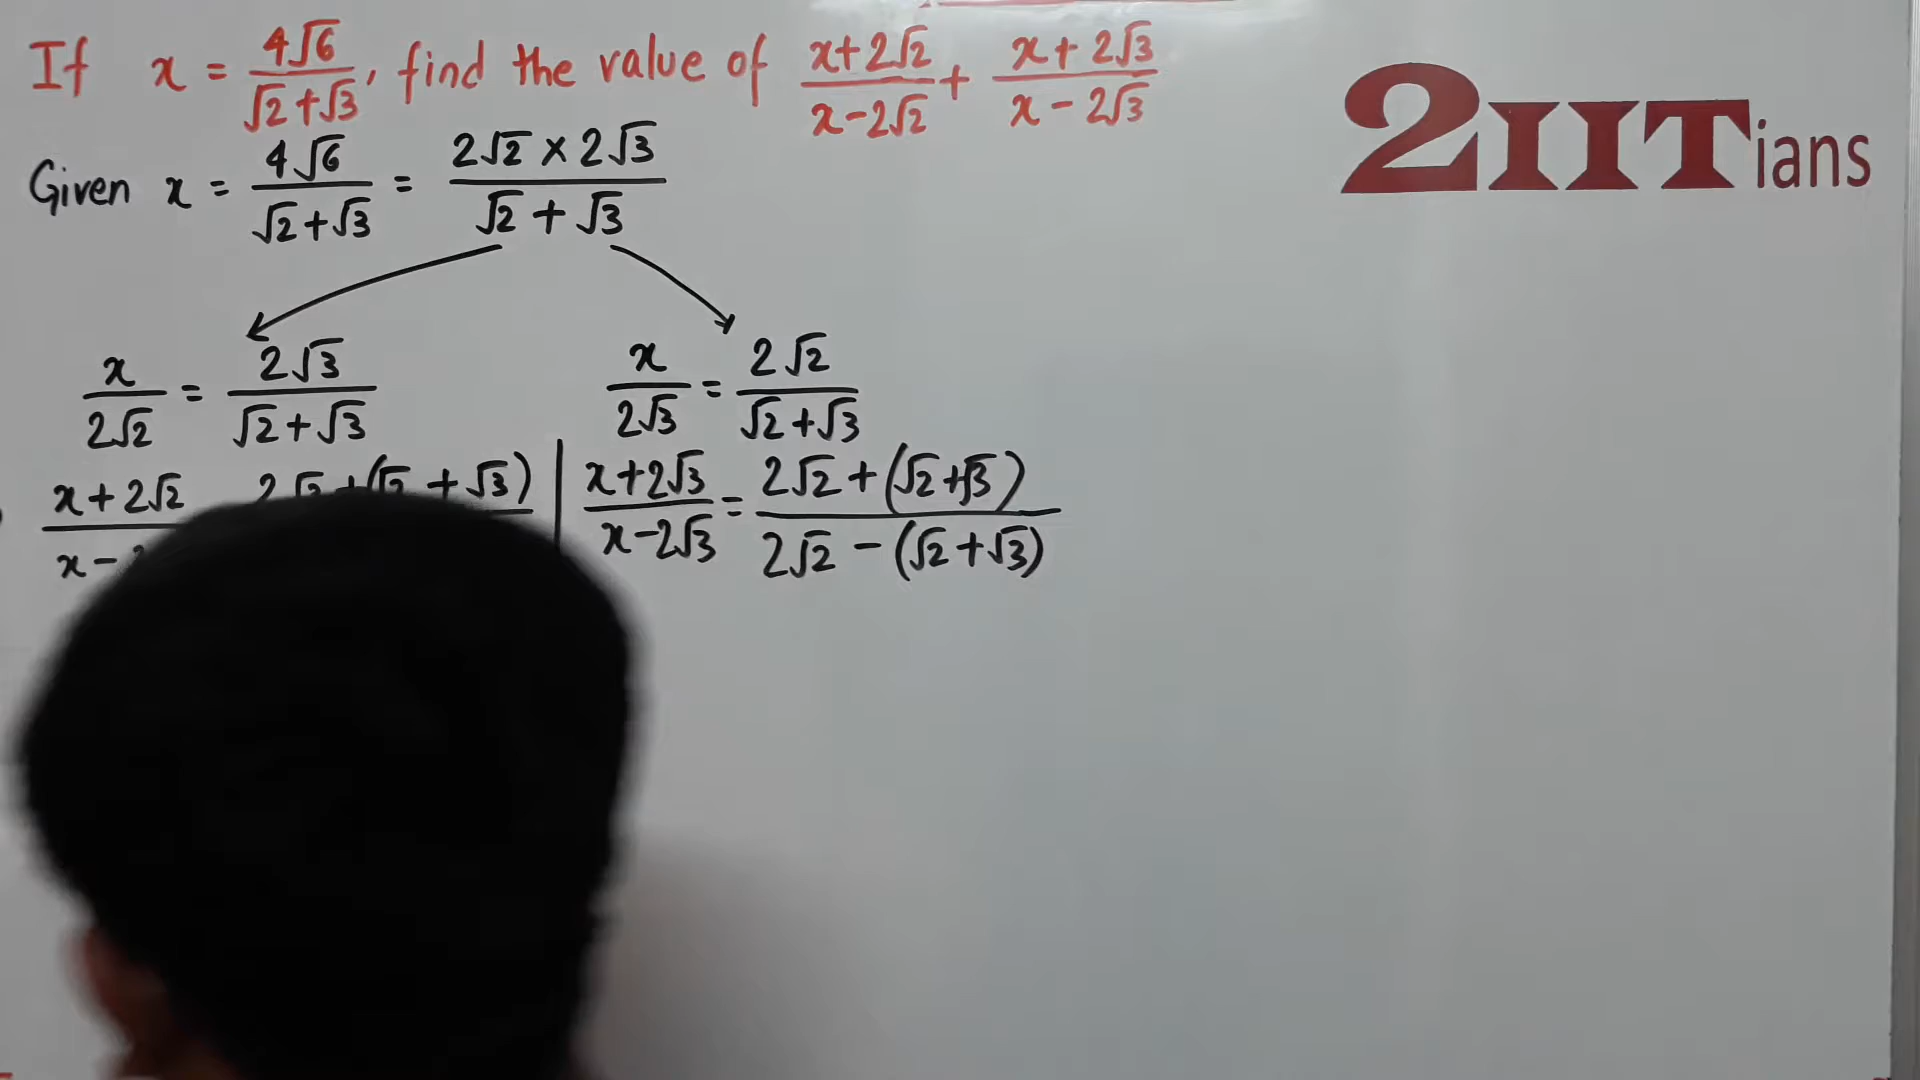 If x = 4√6/(√2+√3), find the value of (x+2√2)/(x-2√2) + (x+2√3)/(x-2√3)
2IITians
Given x = 4√6/(√2+√3) = (2√2 × 2√3)/(√2+√3)
x/(2√2) = 2√3/(√2+√3)
x/(2√3) = 2√2/(√2+√3)
x+2√2
x-
+√3)
(x+2√3)/(x-2√3) = (2√2+(√2+√3))/(2√2-(√2+√3))